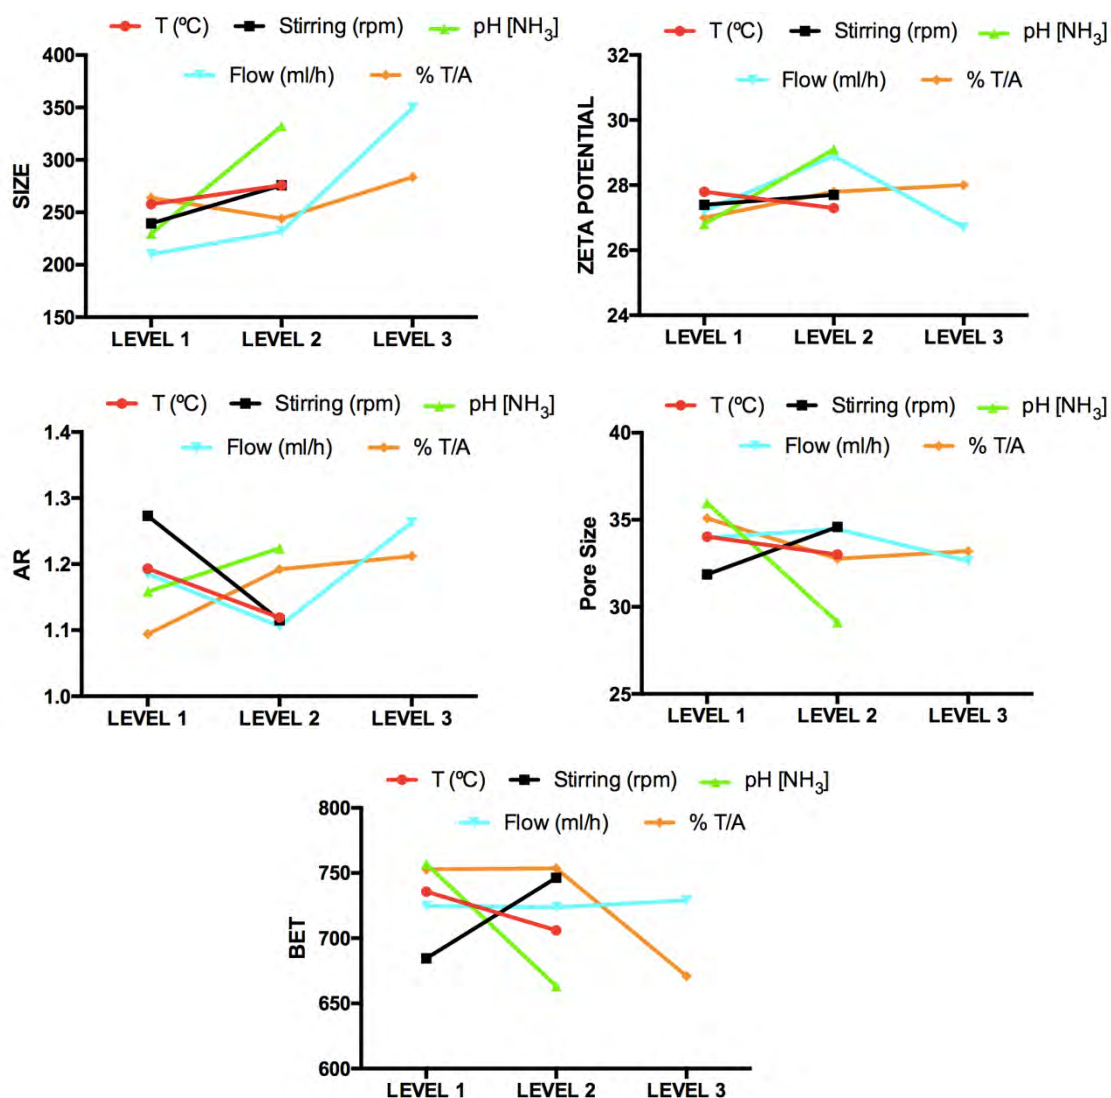 T (ºC) Stirring (rpm) pH [NH3]
Flow (ml/h) % T/A
SIZE
400
350
300
250
200
150
LEVEL 1 LEVEL 2 LEVEL 3
T (ºC) Stirring (rpm) pH [NH3]
Flow (ml/h) % T/A
ZETA POTENTIAL
32
30
28
26
24
LEVEL 1 LEVEL 2 LEVEL 3
T (ºC) Stirring (rpm) pH [NH3]
Flow (ml/h) % T/A
AR
1.4
1.3
1.2
1.1
1.0
LEVEL 1 LEVEL 2 LEVEL 3
T (ºC) Stirring (rpm) pH [NH3]
Flow (ml/h) % T/A
Pore Size
40
35
30
25
LEVEL 1 LEVEL 2 LEVEL 3
T (ºC) Stirring (rpm) pH [NH3]
Flow (ml/h) % T/A
BET
800
750
700
650
600
LEVEL 1 LEVEL 2 LEVEL 3